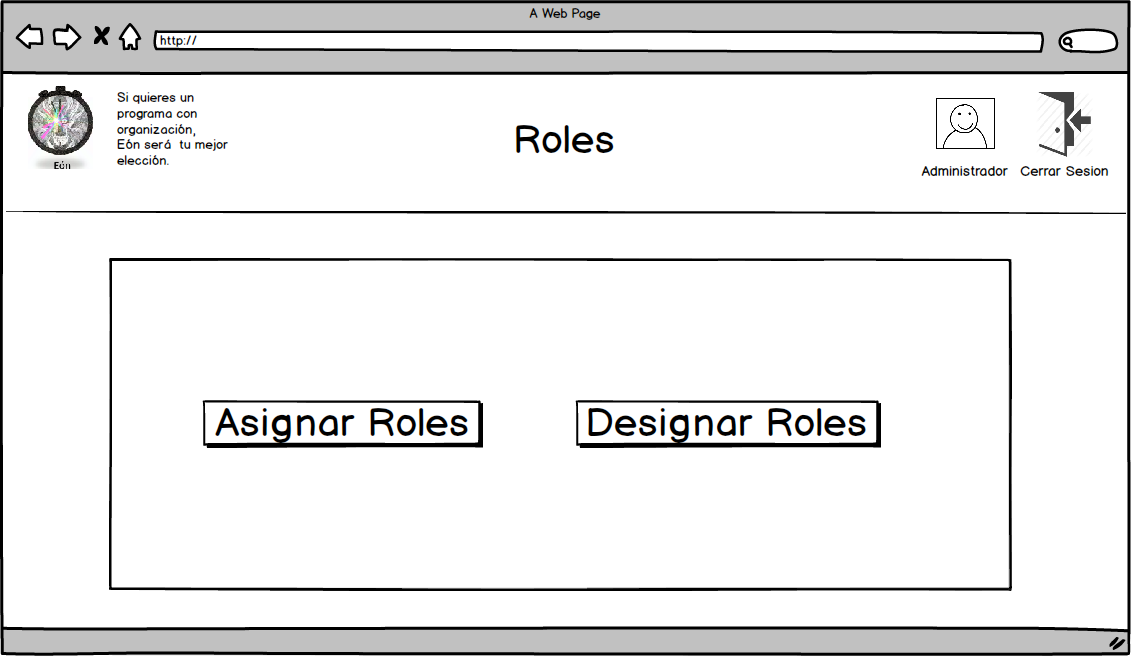 A Web Page
http://
Si quieres un
programa con
organización,
Eón será tu mejor
elección.
Eón
Roles
Administrador
Cerrar Sesion
Asignar Roles
Designar Roles